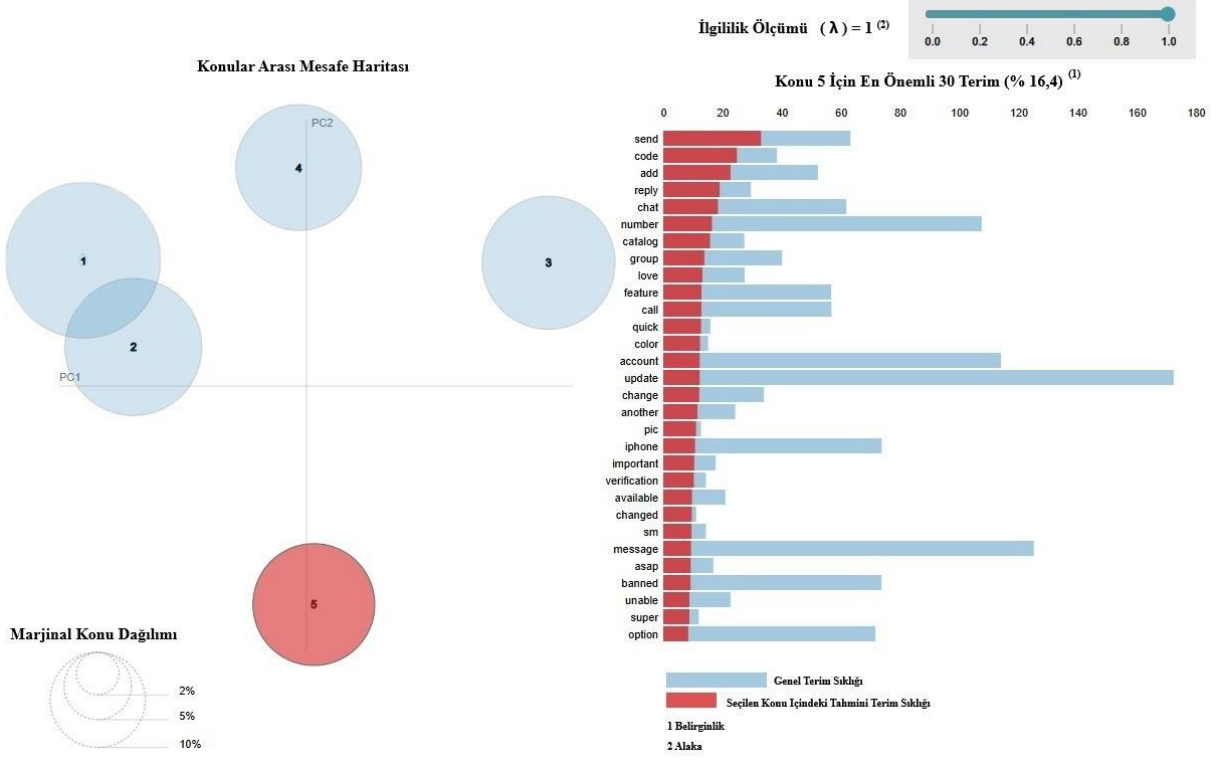 İlgililik Ölçümü ( λ ) = 1 (2)
0.0 0.2 0.4 0.6 0.8 1.0
Konular Arası Mesafe Haritası
PC2
4
1
3
2
PC1
5
Marjinal Konu Dağılımı
2%
5%
10%
Konu 5 İçin En Önemli 30 Terim (% 16,4) (1)
0 20 40 60 80 100 120 140 160 180
send
code
add
reply
chat
number
catalog
group
love
feature
call
quick
color
account
update
change
another
pic
iphone
important
verification
available
changed
sm
message
asap
banned
unable
super
option
Genel Terim Sıklığı
Seçilen Konu Içindeki Tahmini Terim Sıklığı
1 Belirginlik
2 Alaka